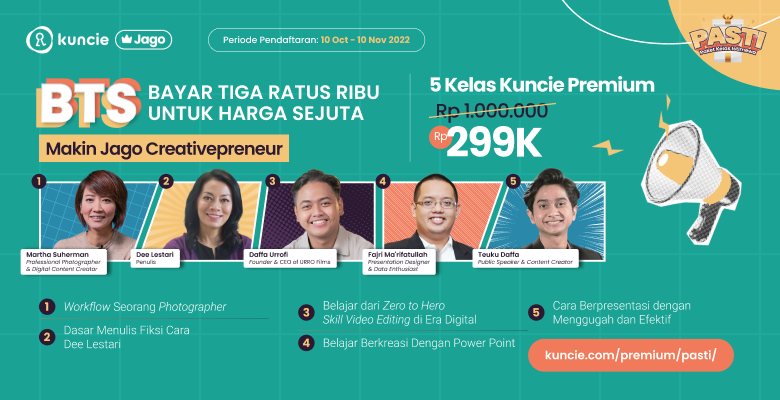 kuncie Jago
Periode Pendaftaran: 10 Oct - 10 Nov 2022
PASTI
BTS
BAYAR TIGA RATUS RIBU
UNTUK HARGA SEJUTA
Makin Jago Creativepreneur
5 Kelas Kuncie Premium
Rp 1.000.000
Rp 299K
1
Martha Suherman
Professional Photographer
& Digital Content Creator
2
Dee Lestari
Penulis
3
Daffa Urrofi
Founder & CEO of URRO Films
4
Fajri Ma'rifatullah
Presentation Designer
& Data Enthusiast
5
Teuku Daffa
Public Speaker & Content Creator
1 Workflow Seorang Photographer
2 Dasar Menulis Fiksi Cara
Dee Lestari
3 Belajar dari Zero to Hero
Skill Video Editing di Era Digital
4 Belajar Berkreasi Dengan Power Point
5 Cara Berpresentasi dengan
Menggugah dan Efektif
kuncie.com/premium/pasti/